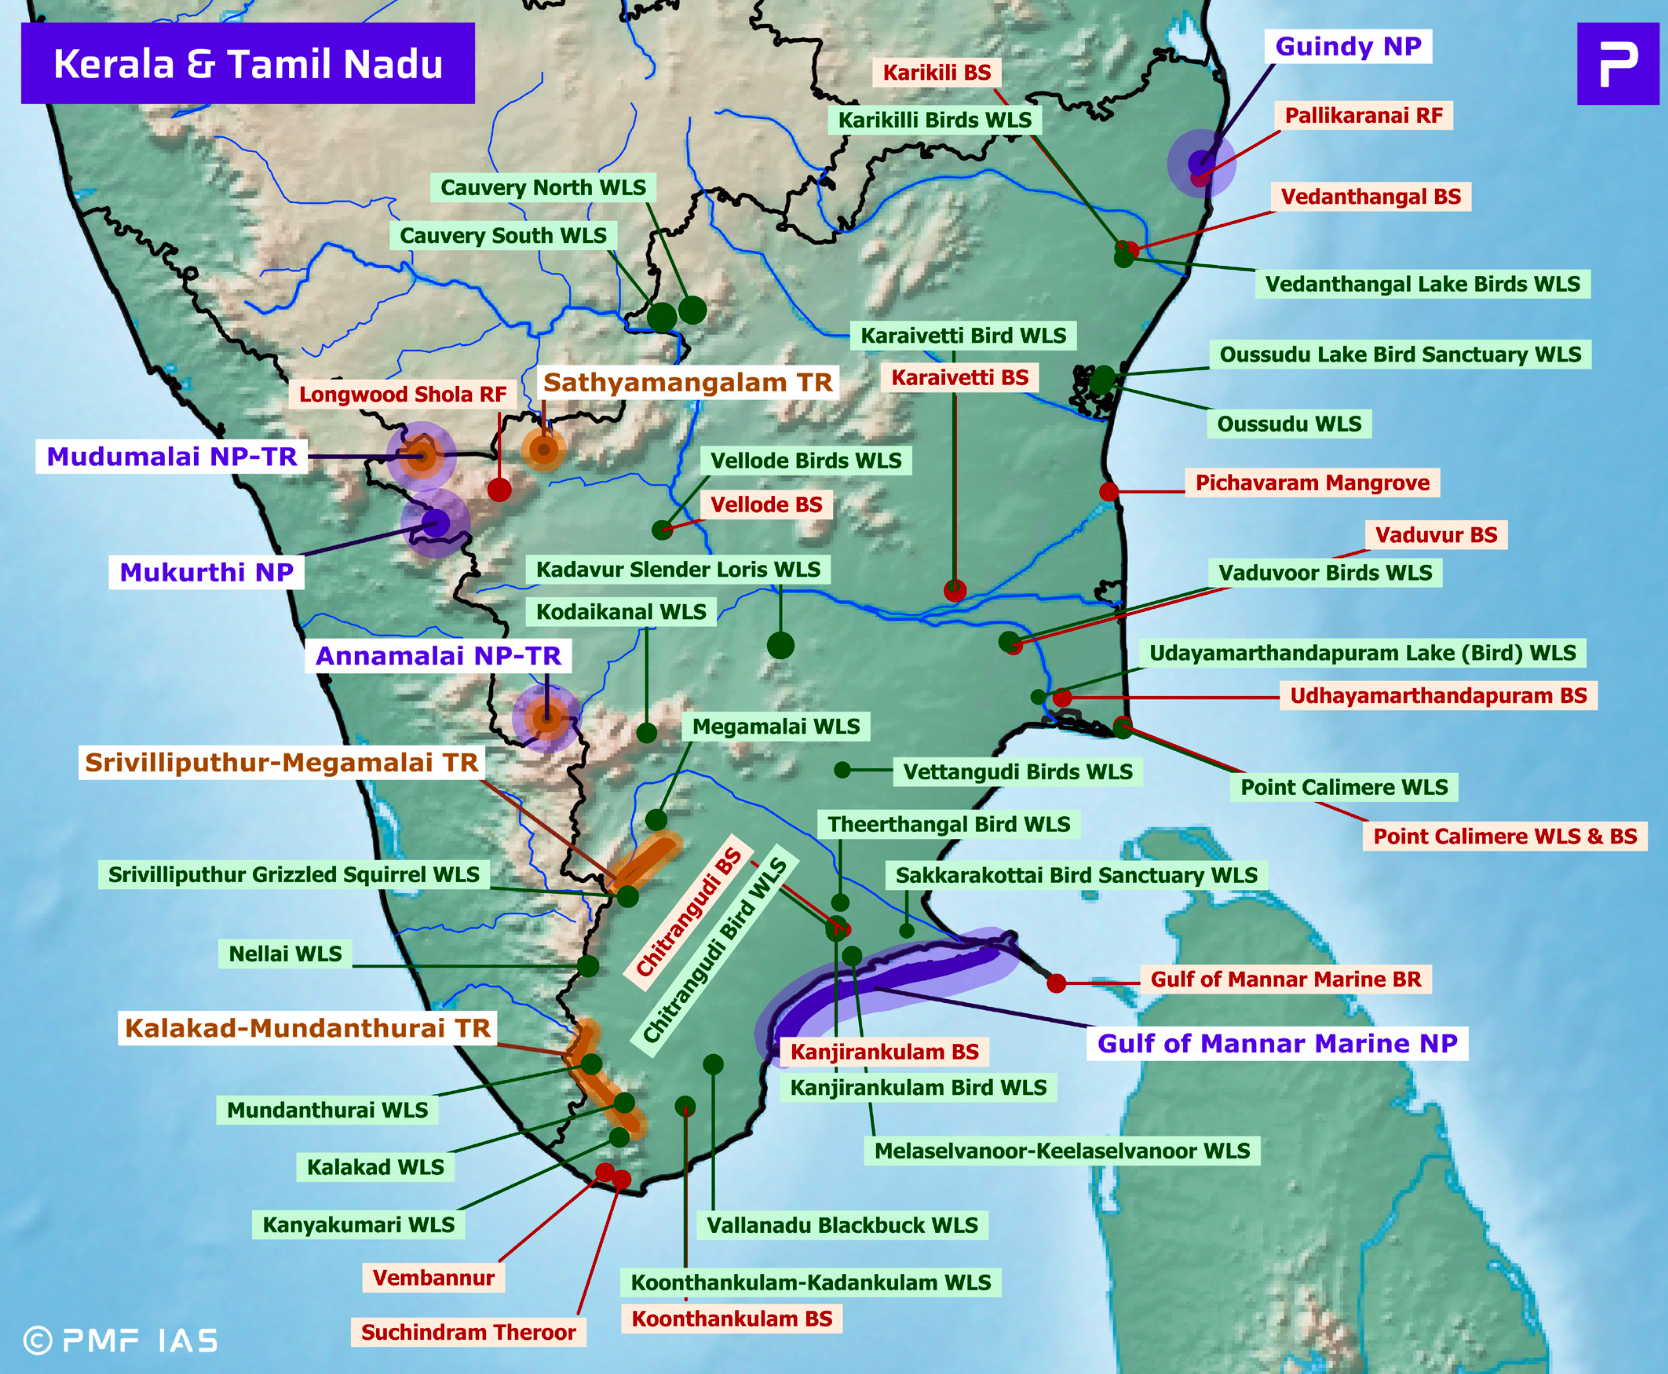 Kerala & Tamil Nadu
P
Guindy NP
Karikili BS
Pallikaranai RF
Karikilli Birds WLS
Cauvery North WLS
Vedanthangal BS
Cauvery South WLS
Vedanthangal Lake Birds WLS
Karaivetti Bird WLS
Oussudu Lake Bird Sanctuary WLS
Karaivetti BS
Sathyamangalam TR
Longwood Shola RF
Oussudu WLS
Mudumalai NP-TR
Vellode Birds WLS
Pichavaram Mangrove
Vellode BS
Vaduvur BS
Mukurthi NP
Kadavur Slender Loris WLS
Vaduvoor Birds WLS
Kodaikanal WLS
Annamalai NP-TR
Udayamarthandapuram Lake (Bird) WLS
Udhayamarthandapuram BS
Megamalai WLS
Srivilliputhur-Megamalai TR
Vettangudi Birds WLS
Point Calimere WLS
Theerthangal Bird WLS
Point Calimere WLS & BS
Srivilliputhur Grizzled Squirrel WLS
Sakkarakottai Bird Sanctuary WLS
Chitrangudi BS
Chitrangudi Bird WLS
Nellai WLS
Gulf of Mannar Marine BR
Kalakad-Mundanthurai TR
Gulf of Mannar Marine NP
Kanjirankulam BS
Kanjirankulam Bird WLS
Mundanthurai WLS
Melaselvanoor-Keelaselvanoor WLS
Kalakad WLS
Kanyakumari WLS
Vallanadu Blackbuck WLS
Vembannur
Koonthankulam-Kadankulam WLS
Koonthankulam BS
Suchindram Theroor
© PMF IAS